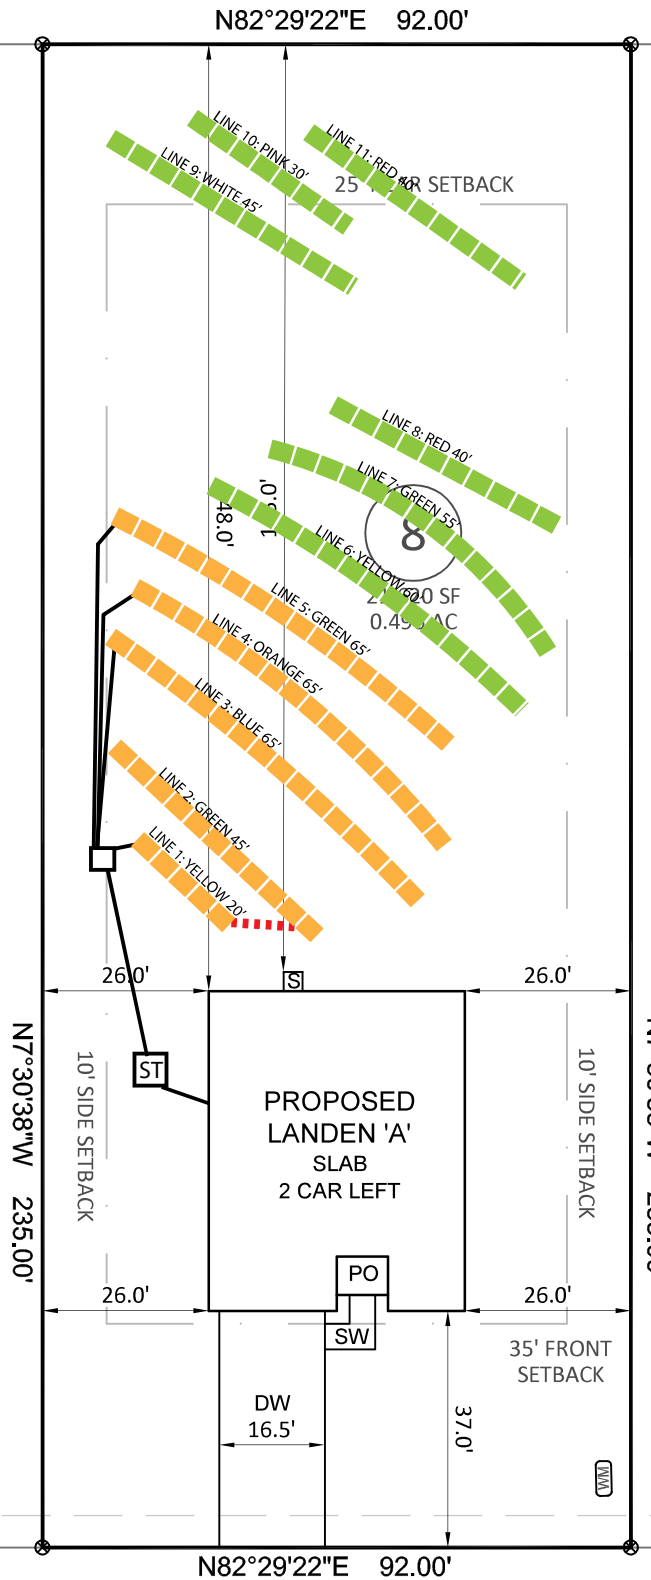 N82°29'22"E 92.00'
LINE 10: PINK 30'
LINE 11: RED 40'
LINE 9: WHITE 45'
25' SETBACK
LINE 8: RED 40'
LINE 7: GREEN 55'
48.0'
8
LINE 6: YELLOW 60'
SF
AC
LINE 5: GREEN 65'
LINE 4: ORANGE 65'
LINE 3: BLUE 65'
LINE 2: GREEN 45'
LINE 1: YELLOW 20'
26.0'
26.0'
S
N7°30'38"W 235.00'
10' SIDE SETBACK
ST
PROPOSED
LANDEN 'A'
SLAB
2 CAR LEFT
10' SIDE SETBACK
PO
26.0'
26.0'
SW
35' FRONT
SETBACK
DW
16.5'
37.0'
WM
N82°29'22"E 92.00'